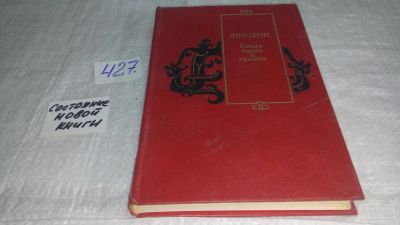 427.
СОСТОЯНИЕ
НОВОЙ
КНИГИ
ШИЦЗИН
Книга
песен
и
гимнов